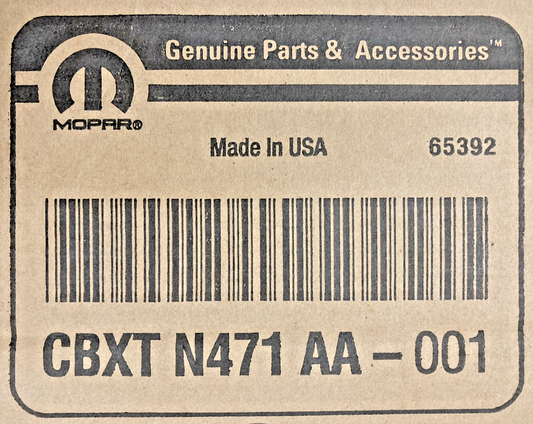 Genuine Parts & Accessories™
MOPAR®
Made In USA 65392
CBXT N471 AA – 001